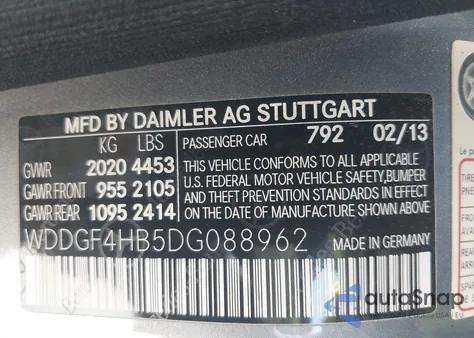 MFD BY DAIMLER AG STUTTGART
KG LBS
PASSENGER CAR 792 02/13
GVWR 2020 4453
GAWR FRONT 955 2105
GAWR REAR 1095 2414
THIS VEHICLE CONFORMS TO ALL APPLICABLE
U.S. FEDERAL MOTOR VEHICLE SAFETY,BUMPER
AND THEFT PREVENTION STANDARDS IN EFFECT
ON THE DATE OF MANUFACTURE SHOWN ABOVE.
WDDGF4HB5DG088962
MADE IN GERMANY
autoSnap